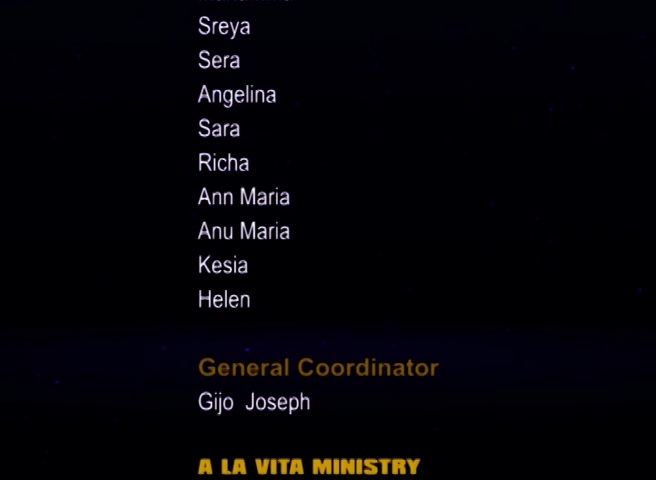 Sreya
Sera
Angelina
Sara
Richa
Ann Maria
Anu Maria
Kesia
Helen
General Coordinator
Gijo Joseph
A LA VITA MINISTRY